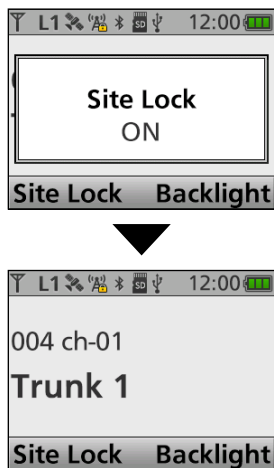 L1 12:00
Site Lock
ON
Site Lock Backlight
L1 12:00
004 ch-01
Trunk 1
Site Lock Backlight